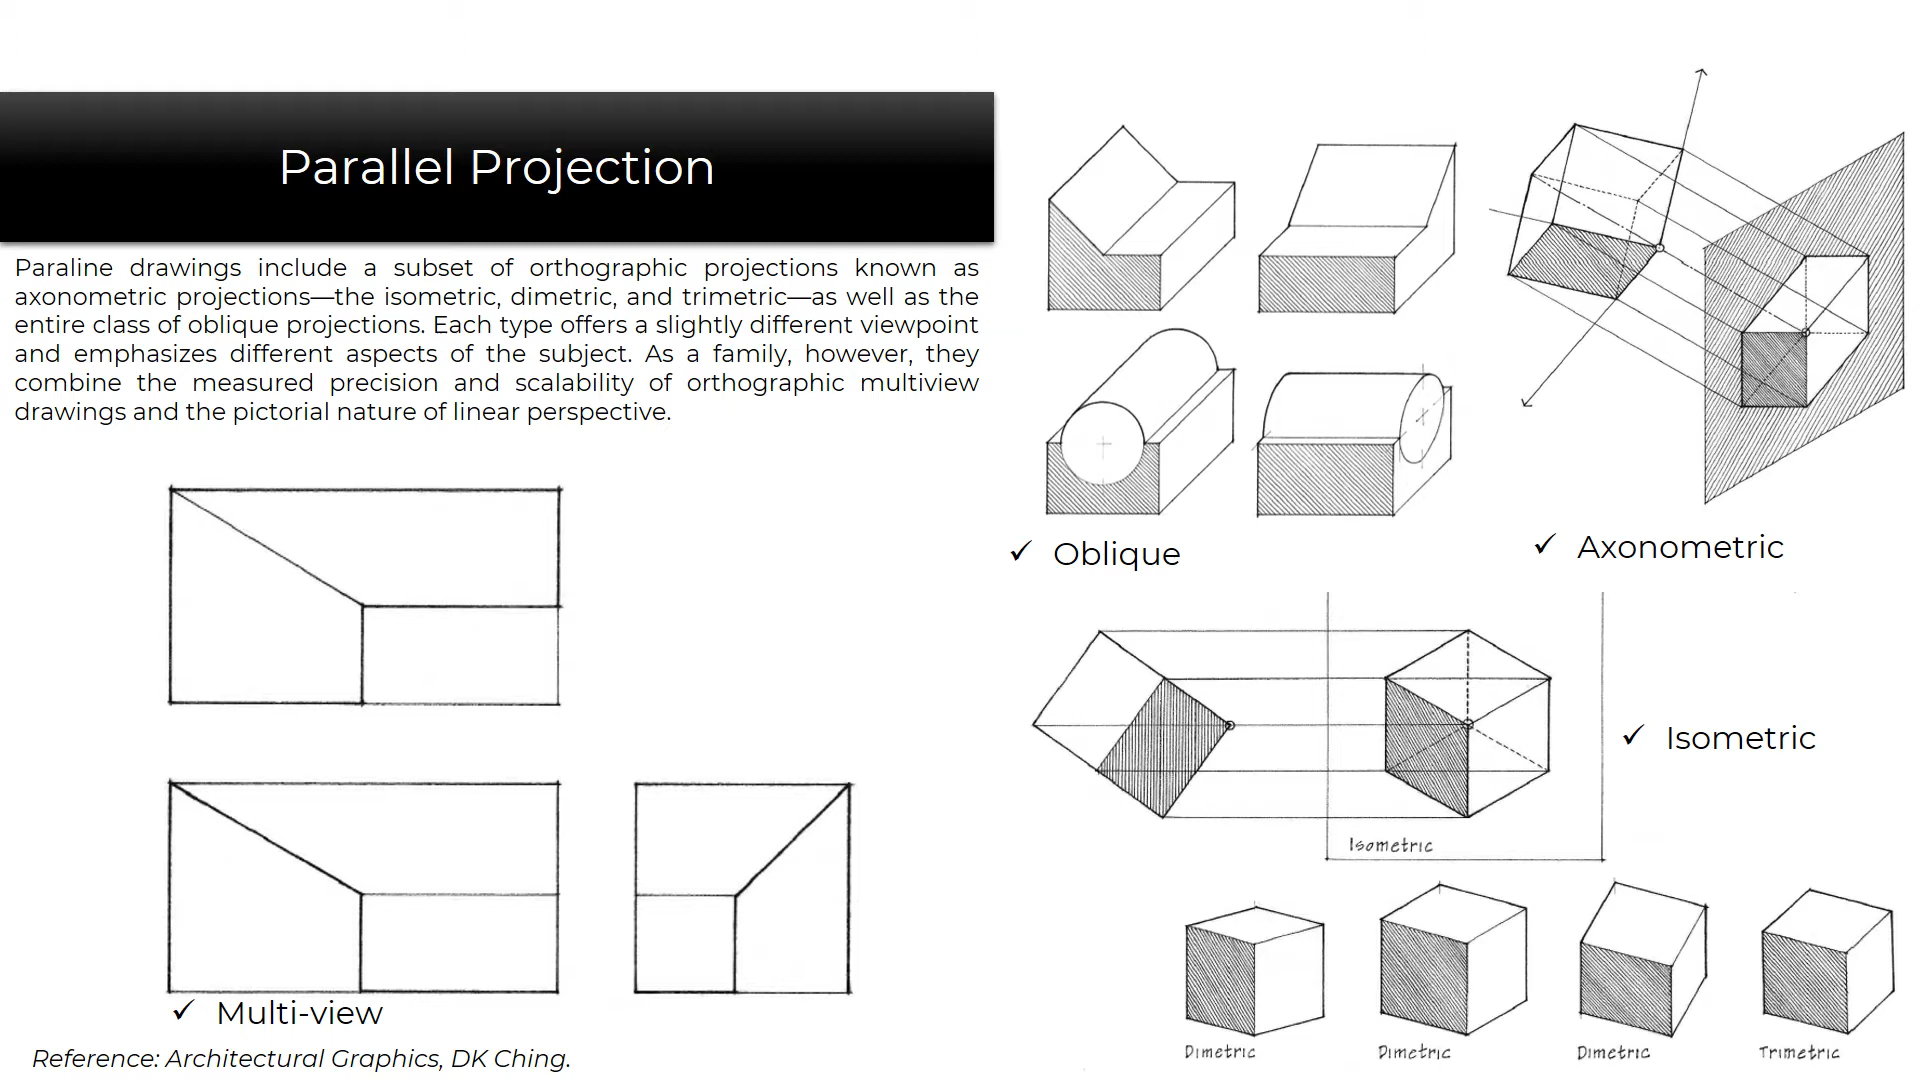 Parallel Projection
Paraline drawings include a subset of orthographic projections known as
axonometric projections—the isometric, dimetric, and trimetric—as well as the
entire class of oblique projections. Each type offers a slightly different viewpoint
and emphasizes different aspects of the subject. As a family, however, they
combine the measured precision and scalability of orthographic multiview
drawings and the pictorial nature of linear perspective.
✓ Multi-view
Reference: Architectural Graphics, DK Ching.
✓ Oblique
✓ Axonometric
✓ Isometric
Isometric
Dimetric
Dimetric
Dimetric
Trimetric